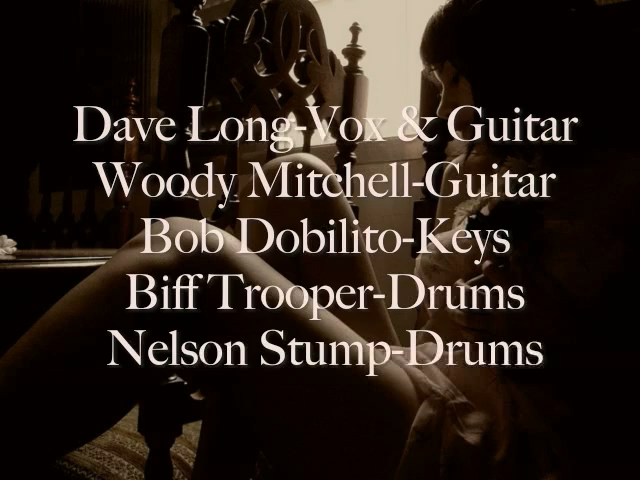 Dave Long-Vox & Guitar
Woody Mitchell-Guitar
Bob Dobilito-Keys
Biff Trooper-Drums
Nelson Stump-Drums